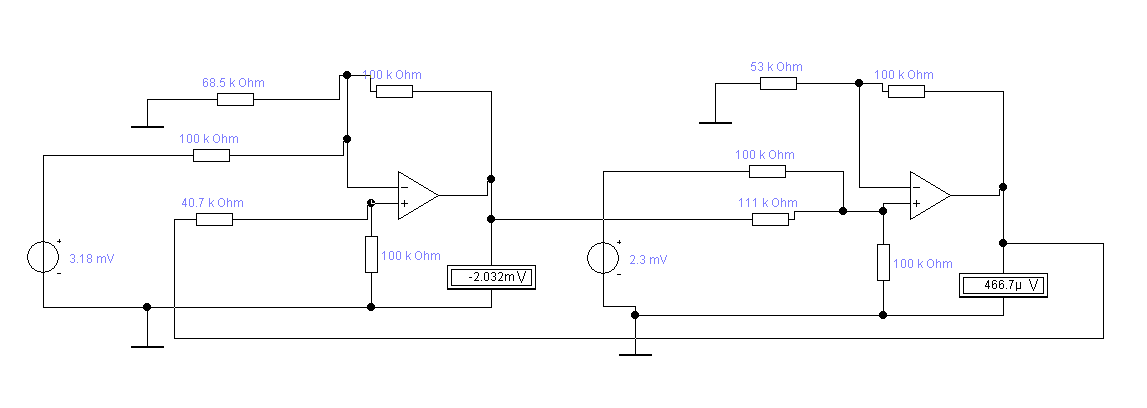 68.5 k Ohm
100 k Ohm
53 k Ohm
100 k Ohm
100 k Ohm
100 k Ohm
40.7 k Ohm
111 k Ohm
3.18 mV
100 k Ohm
-2.032m V
2.3 mV
100 k Ohm
466.7µ V